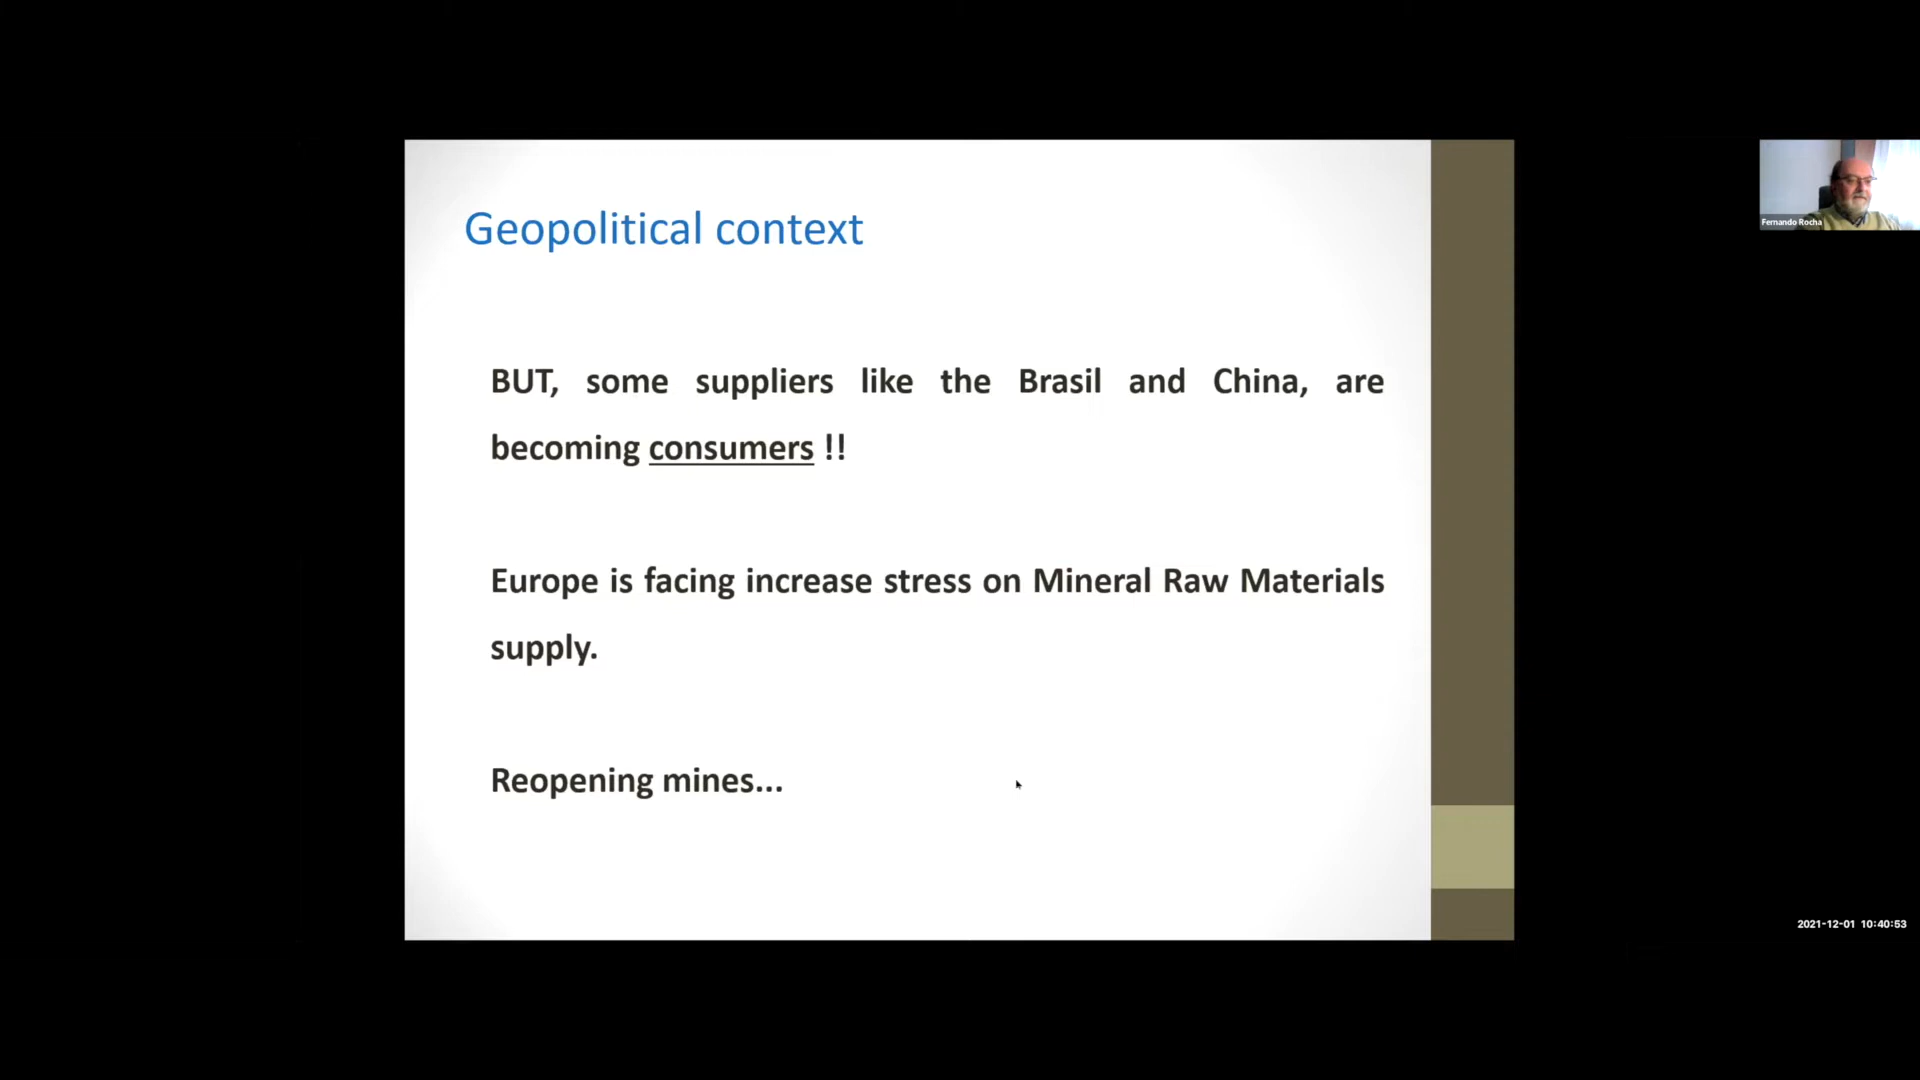 Geopolitical context
BUT, some suppliers like the Brasil and China, are
becoming consumers !!
Europe is facing increase stress on Mineral Raw Materials
supply.
Reopening mines...
Fernando Rocha
2021-12-01 10:40:53